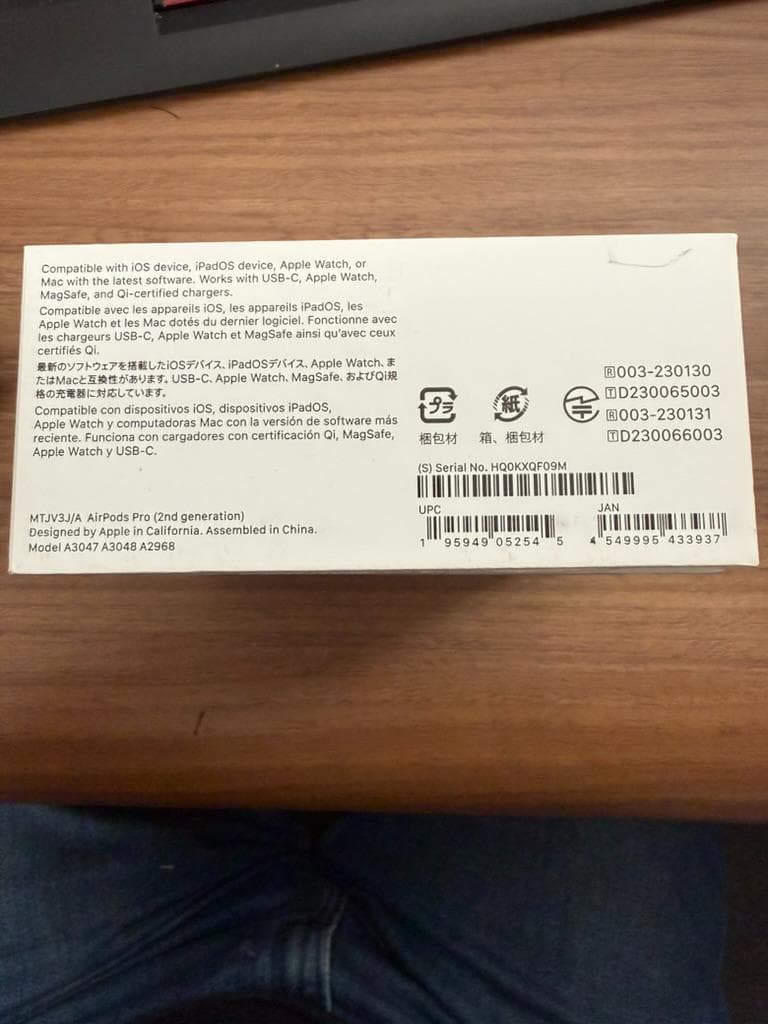 Compatible with iOS device, iPadOS device, Apple Watch, or
Mac with the latest software. Works with USB-C, Apple Watch,
MagSafe, and Qi-certified chargers.
Compatible avec les appareils iOS, les appareils iPadOS, les
Apple Watch et les Mac dotés du dernier logiciel. Fonctionne avec
les chargeurs USB-C, Apple Watch et MagSafe ainsi qu'avec ceux
certifiés Qi.
最新のソフトウェアを搭載したiOSデバイス、iPadOSデバイス、Apple Watch、ま
たはMacと互換性があります。USB-C、Apple Watch、MagSafe、およびQi規
格の充電器に対応しています。
Compatible con dispositivos iOS, dispositivos iPadOS,
Apple Watch y computadoras Mac con la versión de software más
reciente. Funciona con cargadores con certificación Qi, MagSafe,
Apple Watch y USB-C.
MTJV3J/A AirPods Pro (2nd generation)
Designed by Apple in California. Assembled in China.
Model A3047 A3048 A2968
プラ
梱包材
紙
箱、梱包材
R 003-230130
T D230065003
R 003-230131
T D230066003
(S) Serial No. HQ0KXQF09M
UPC
1 95949 05254 5
JAN
4 549995 433937